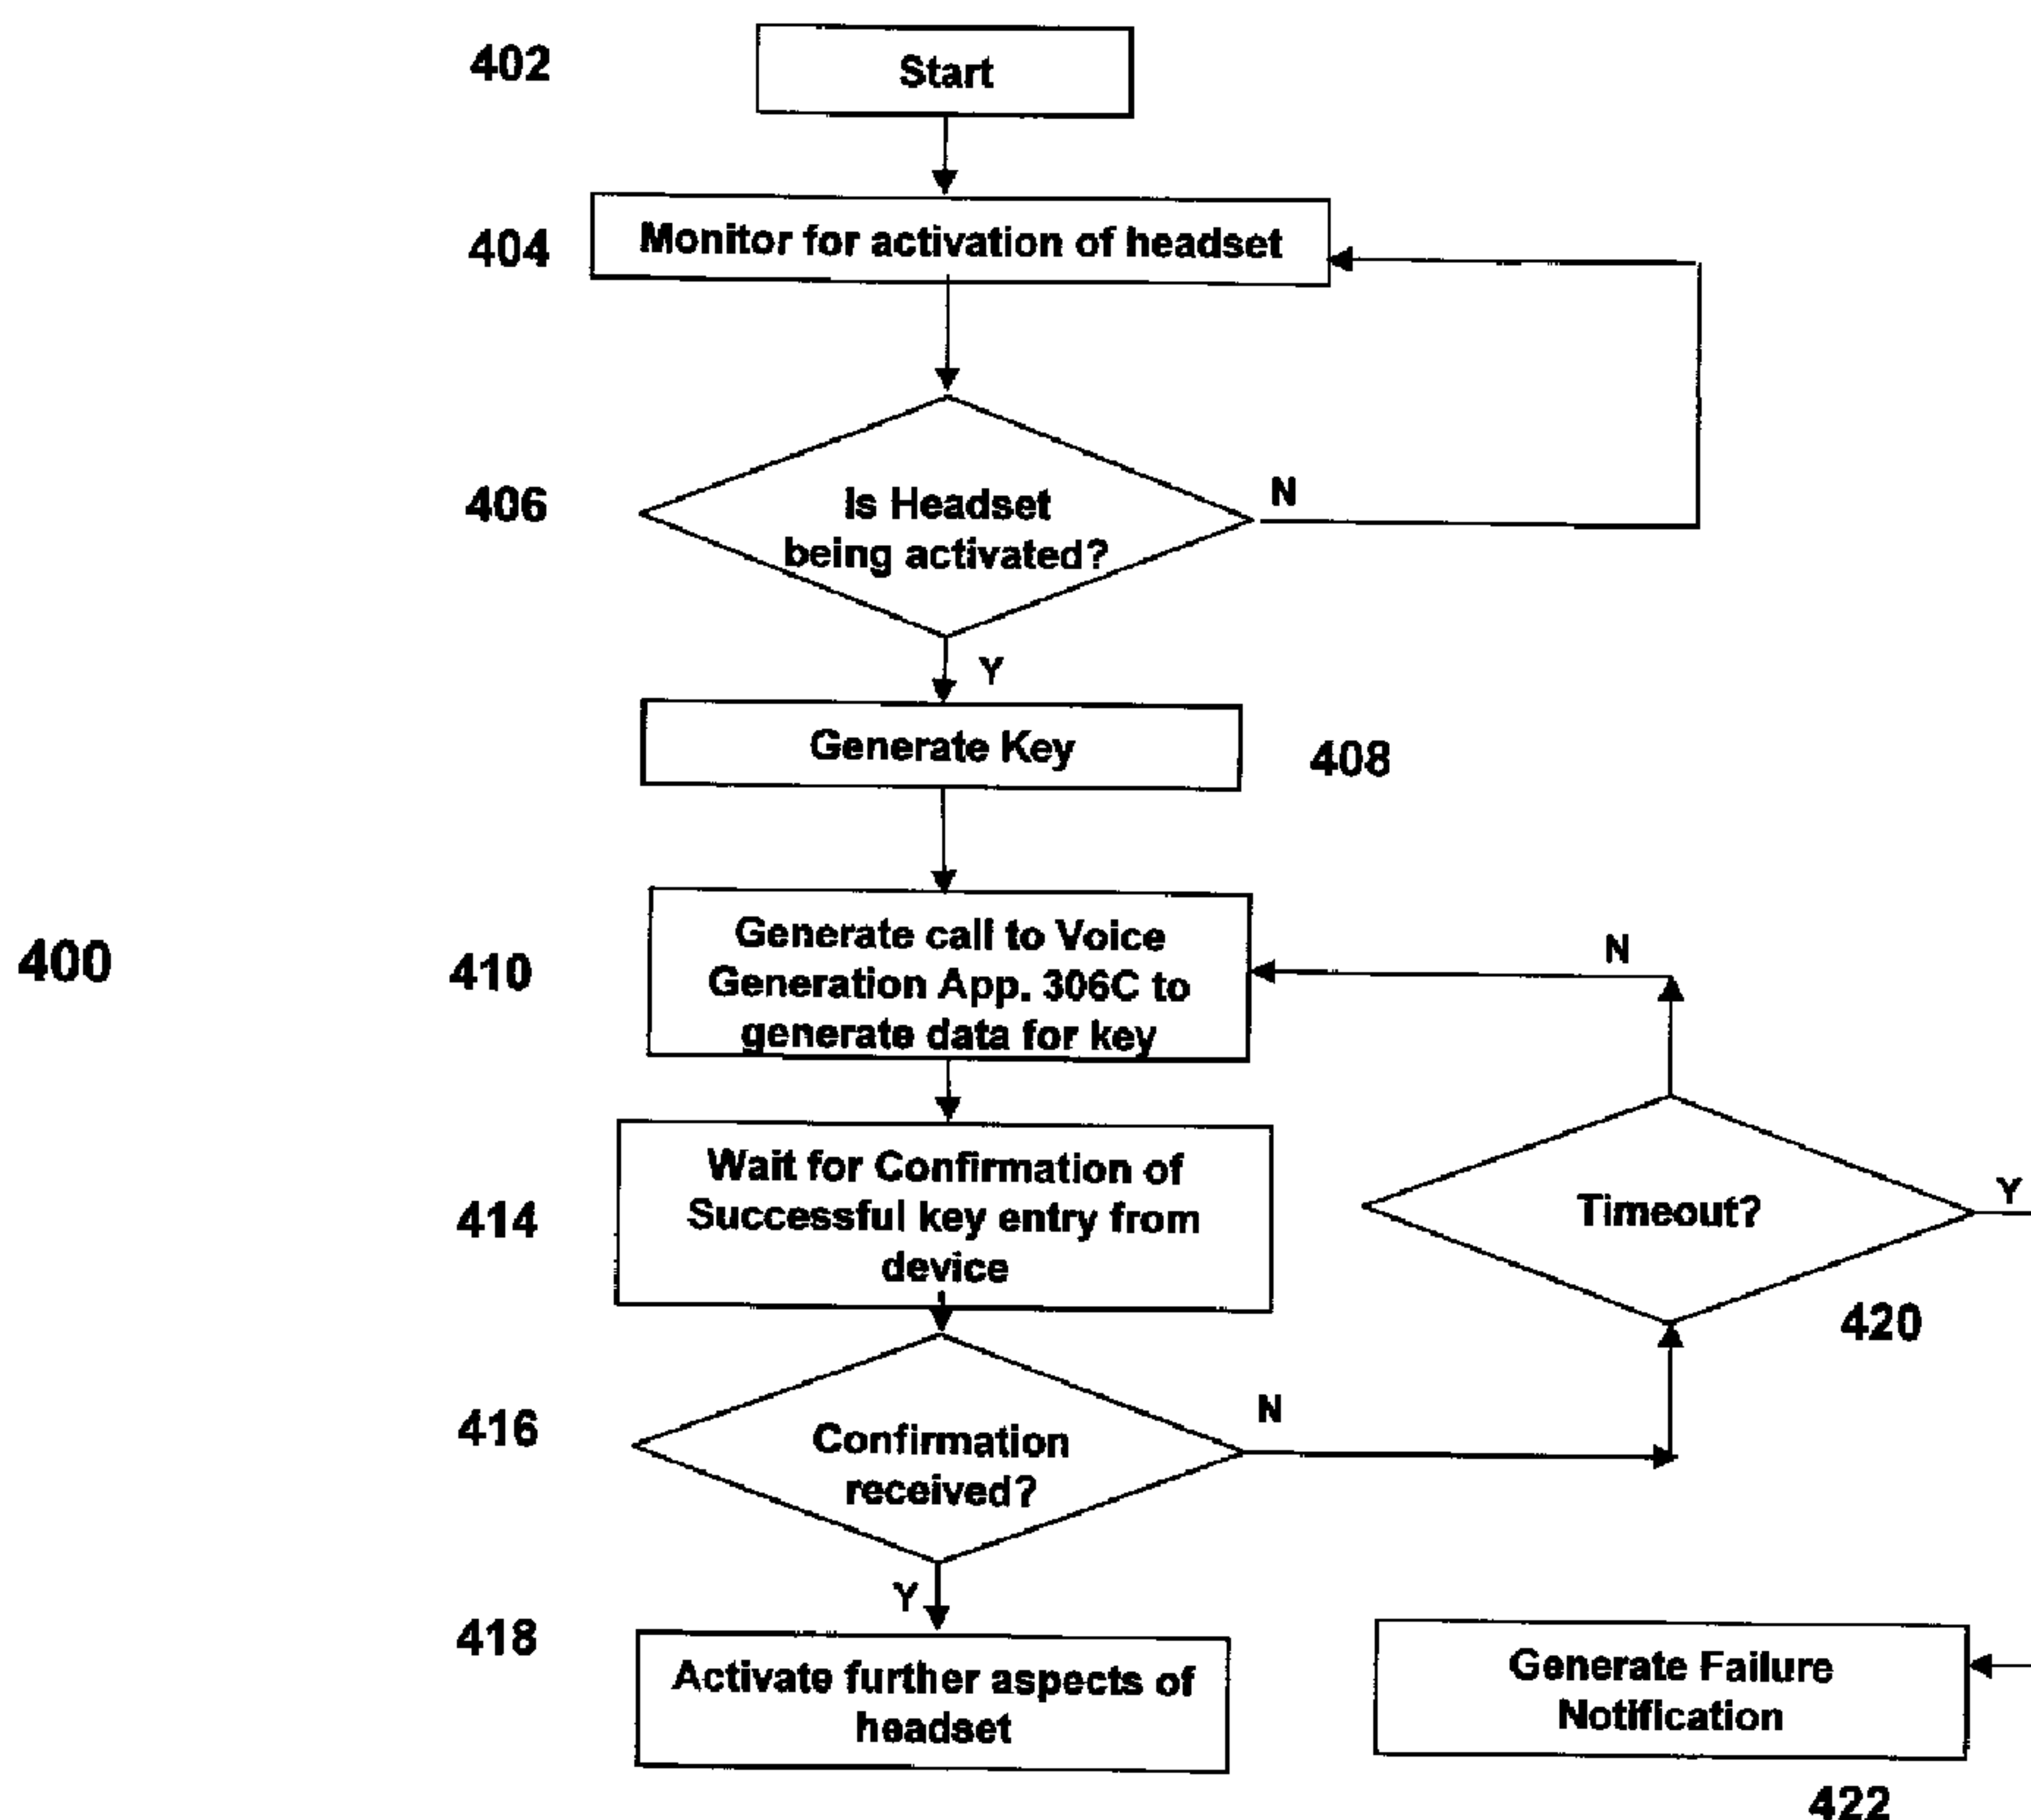 402
Start
404
Monitor for activation of headset
406
Is Headset
being activated?
N
Y
Generate Key
408
400
410
Generate call to Voice
Generation App. 306C to
generate data for key
N
414
Wait for Confirmation of
Successful key entry from
device
Timeout?
Y
420
416
Confirmation
received?
N
Y
418
Activate further aspects of
headset
Generate Failure
Notification
422